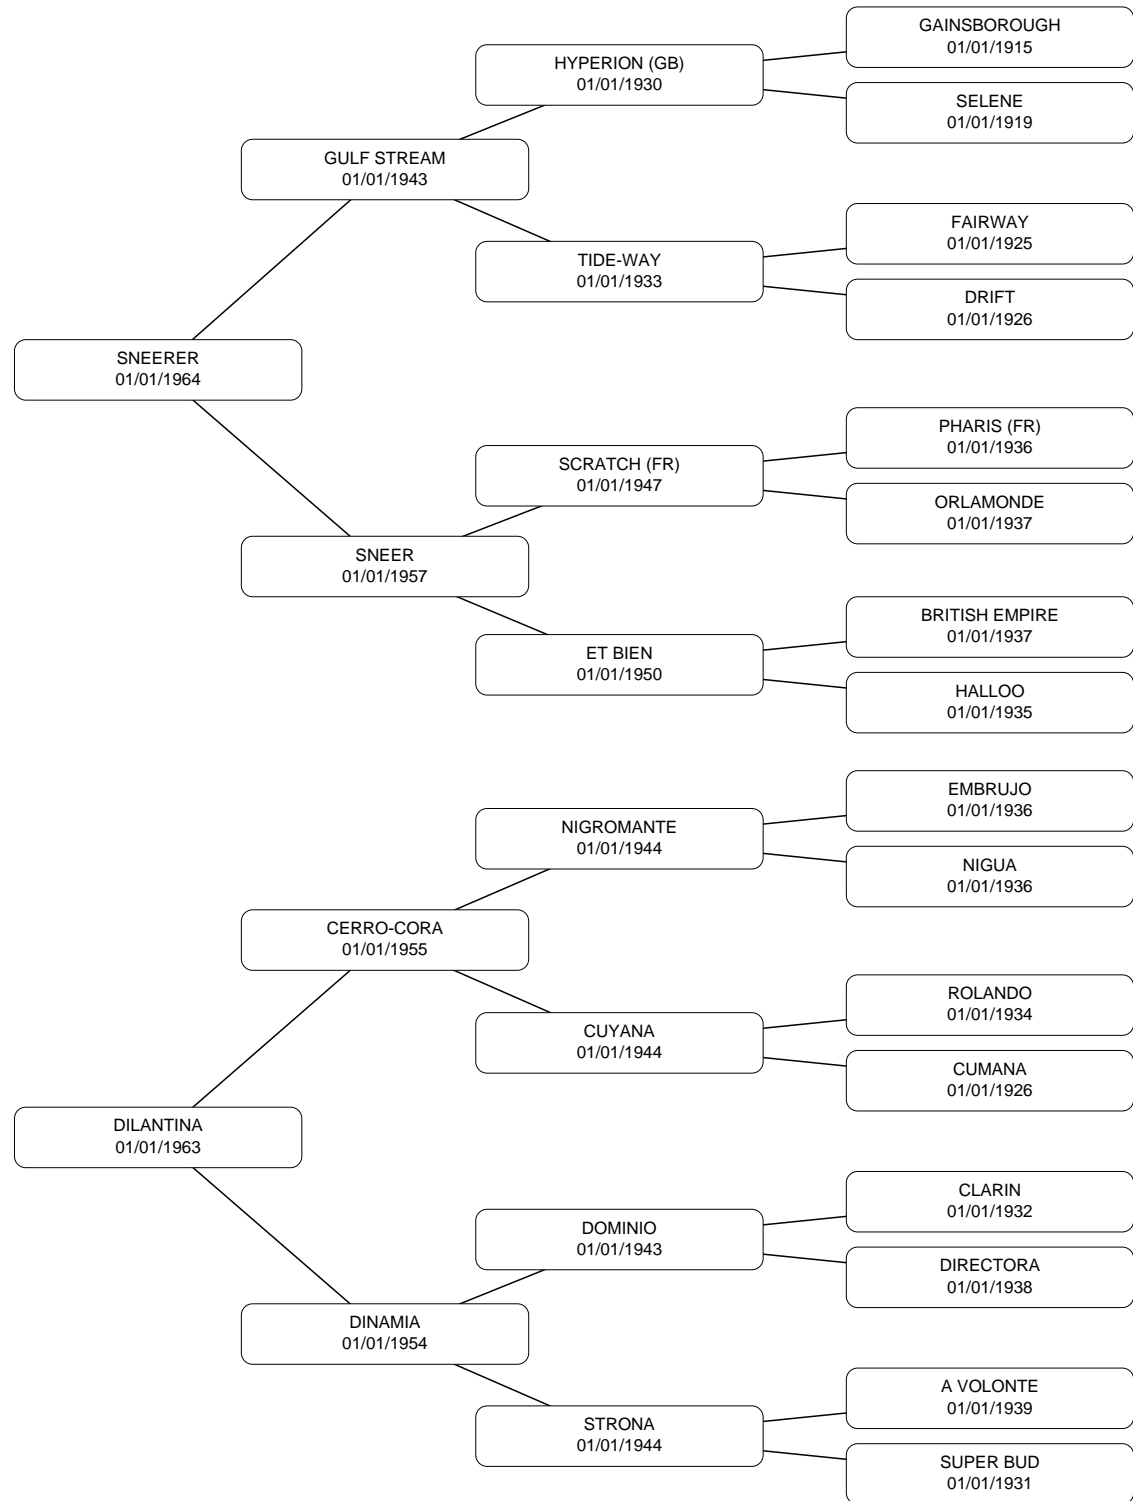 GAINSBOROUGH
01/01/1915
HYPERION (GB)
01/01/1930
SELENE
01/01/1919
GULF STREAM
01/01/1943
FAIRWAY
01/01/1925
TIDE-WAY
01/01/1933
DRIFT
01/01/1926
SNEERER
01/01/1964
PHARIS (FR)
01/01/1936
SCRATCH (FR)
01/01/1947
ORLAMONDE
01/01/1937
SNEER
01/01/1957
BRITISH EMPIRE
01/01/1937
ET BIEN
01/01/1950
HALLOO
01/01/1935
EMBRUJO
01/01/1936
NIGROMANTE
01/01/1944
NIGUA
01/01/1936
CERRO-CORA
01/01/1955
ROLANDO
01/01/1934
CUYANA
01/01/1944
CUMANA
01/01/1926
DILANTINA
01/01/1963
CLARIN
01/01/1932
DOMINIO
01/01/1943
DIRECTORA
01/01/1938
DINAMIA
01/01/1954
A VOLONTE
01/01/1939
STRONA
01/01/1944
SUPER BUD
01/01/1931